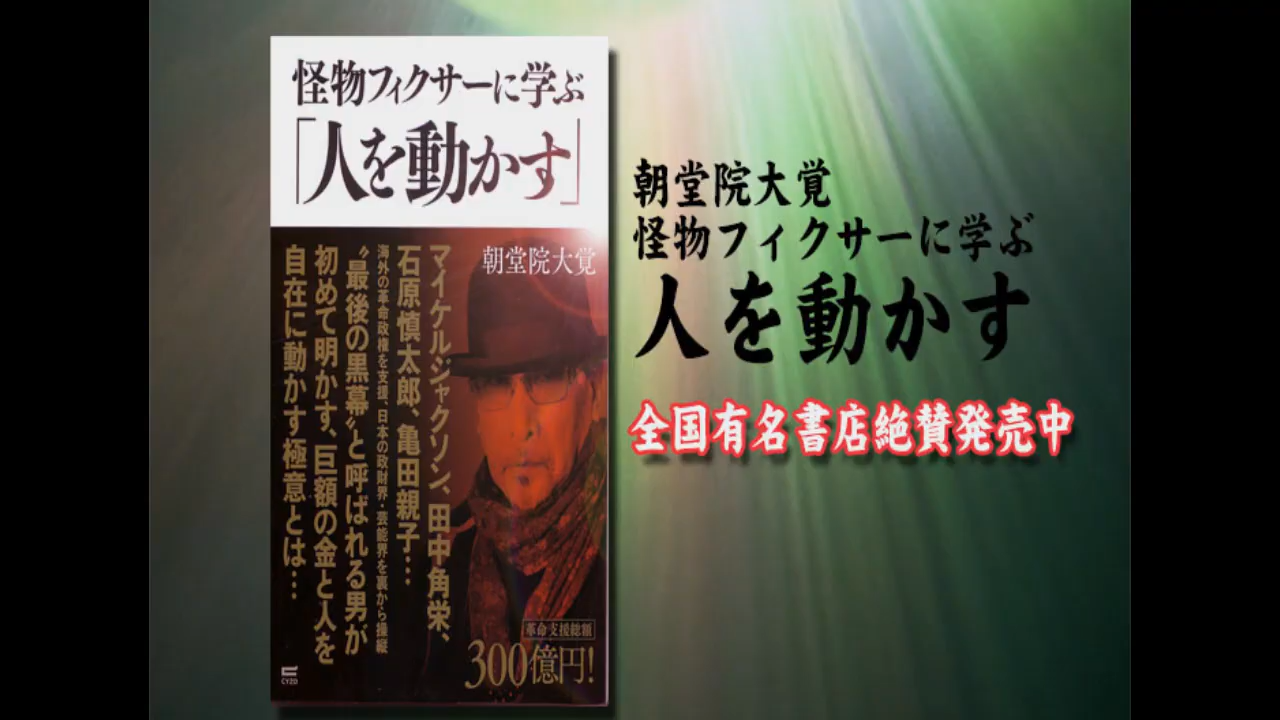 怪物フィクサーに学ぶ
「人を動かす」
朝堂院大覚
マイケルジャクソン、田中角栄、
石原慎太郎、亀田親子…
海外の革命政権を支援、日本の政財界・芸能界を裏から操縦
〝最後の黒幕〟と呼ばれる男が
初めて明かす、巨額の金と人を
自在に動かす極意とは…
革命支援総額
300億円!
CYZO
朝堂院大覚
怪物フィクサーに学ぶ
人を動かす
全国有名書店絶賛発売中